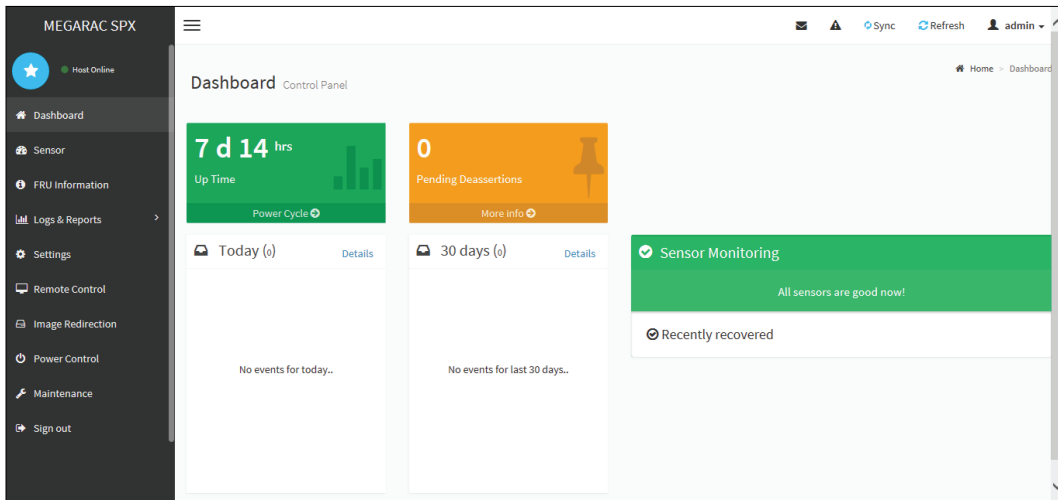 MEGARAC SPX
Sync
Refresh
admin
Host Online
Dashboard Control Panel
Home > Dashboard
Dashboard
Sensor
FRU Information
Logs & Reports
Settings
Remote Control
Image Redirection
Power Control
Maintenance
Sign out
7 d 14 hrs
Up Time
Power Cycle
0
Pending Deassertions
More info
Today (0)
Details
No events for today..
30 days (0)
Details
No events for last 30 days..
Sensor Monitoring
All sensors are good now!
Recently recovered